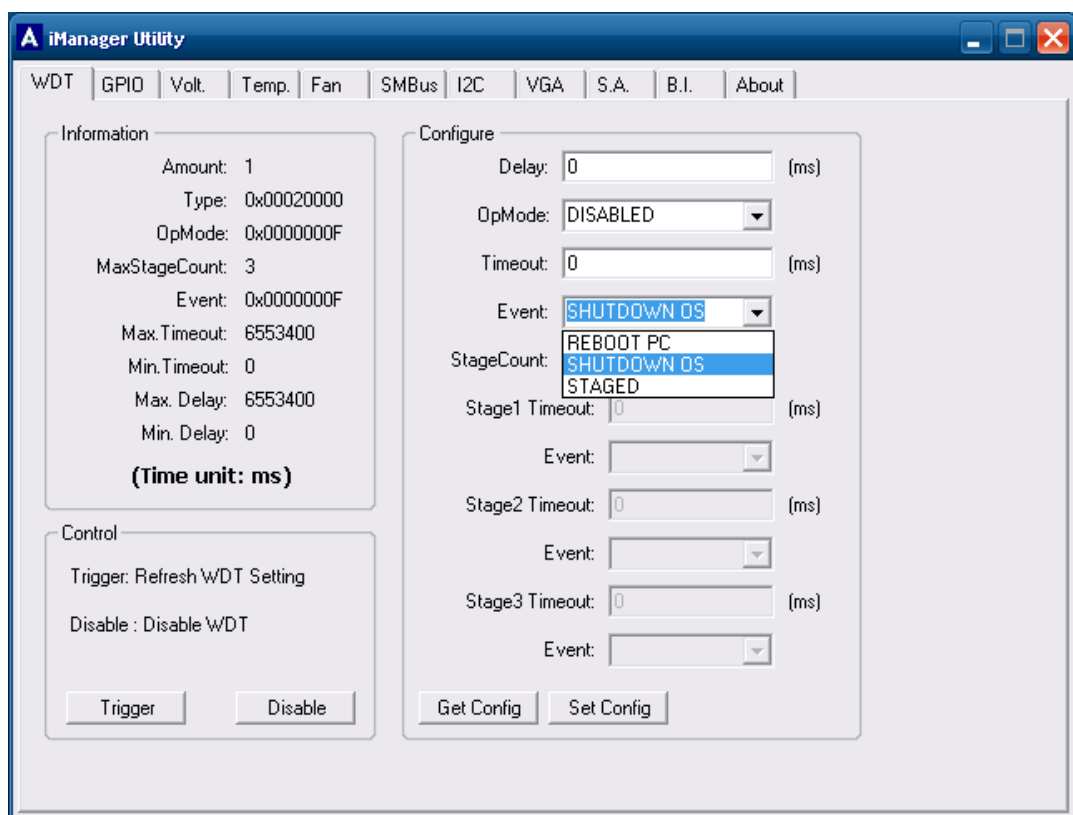 A iManager Utility
WDT GPIO Volt. Temp. Fan SMBus I2C VGA S.A. B.I. About
Information
Amount: 1
Type: 0x00020000
OpMode: 0x0000000F
MaxStageCount: 3
Event: 0x0000000F
Max.Timeout: 6553400
Min.Timeout: 0
Max. Delay: 6553400
Min. Delay: 0
(Time unit: ms)
Control
Trigger: Refresh WDT Setting
Disable : Disable WDT
Trigger Disable
Configure
Delay: 0 (ms)
OpMode: DISABLED
Timeout: 0 (ms)
Event: SHUTDOWN OS
REBOOT PC
SHUTDOWN OS
STAGED
StageCount:
Stage1 Timeout: 0 (ms)
Event:
Stage2 Timeout: 0 (ms)
Event:
Stage3 Timeout: 0 (ms)
Event:
Get Config Set Config